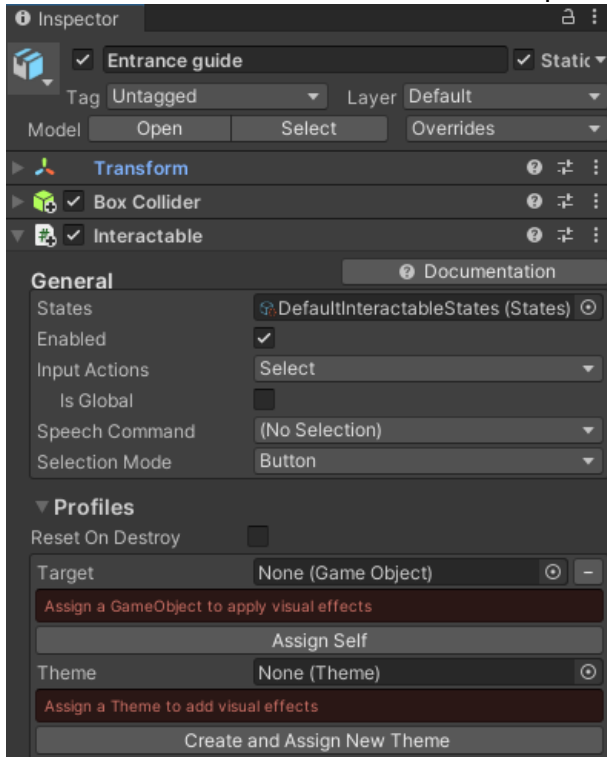 Inspector
Entrance guide Static
Tag Untagged Layer Default
Model Open Select Overrides
Transform
Box Collider
Interactable
Documentation
General
States DefaultInteractableStates (States)
Enabled
Input Actions Select
Is Global
Speech Command (No Selection)
Selection Mode Button
Profiles
Reset On Destroy
Target None (Game Object)
Assign a GameObject to apply visual effects
Assign Self
Theme None (Theme)
Assign a Theme to add visual effects
Create and Assign New Theme